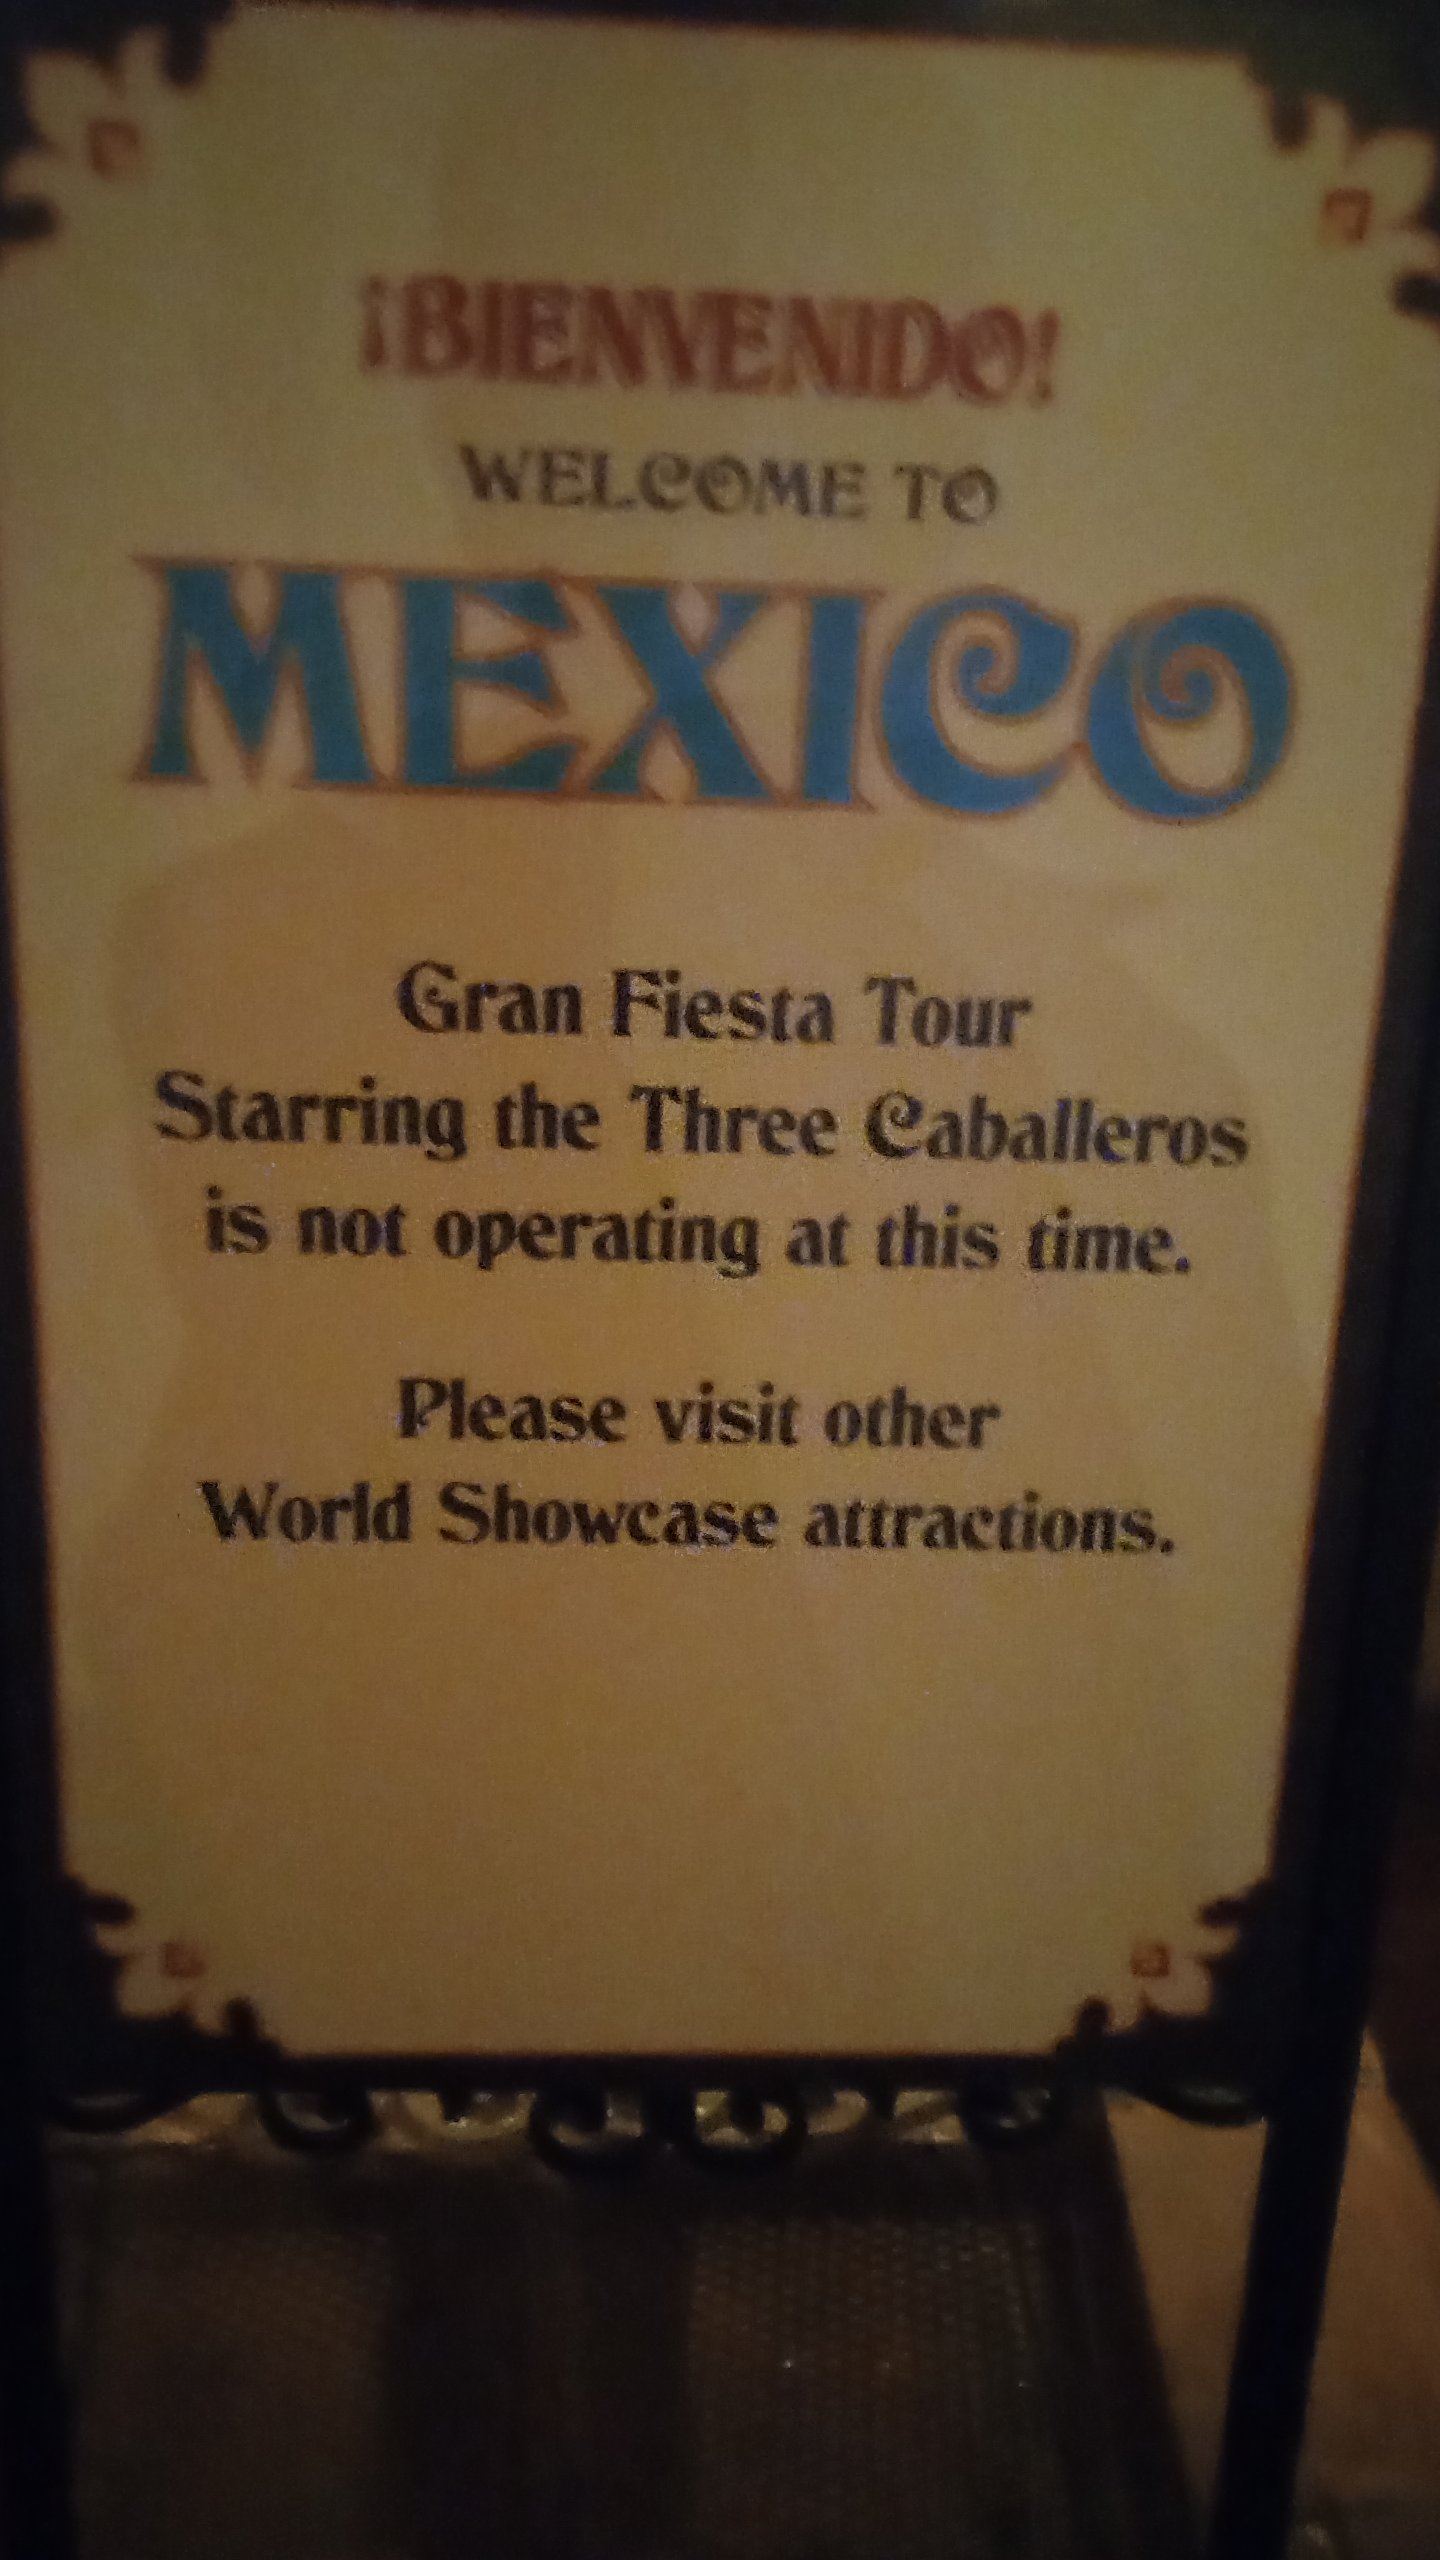 ¡BIENVENIDO!
WELCOME TO
MEXICO
Gran Fiesta Tour
Starring the Three Caballeros
is not operating at this time.
Please visit other
World Showcase attractions.